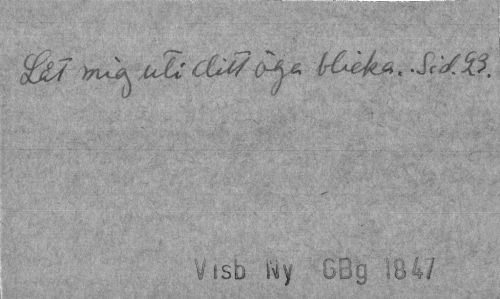 Låt mig uti ditt öga blicka. Sid. 93.
Visb Ny GBg 1847